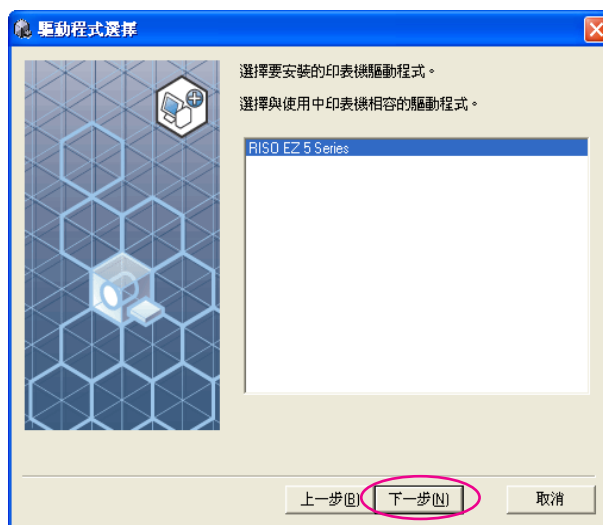 驅動程式選擇
選擇要安裝的印表機驅動程式。
選擇與使用中印表機相容的驅動程式。
RISO EZ 5 Series
上一步(B) 下一步(N) 取消